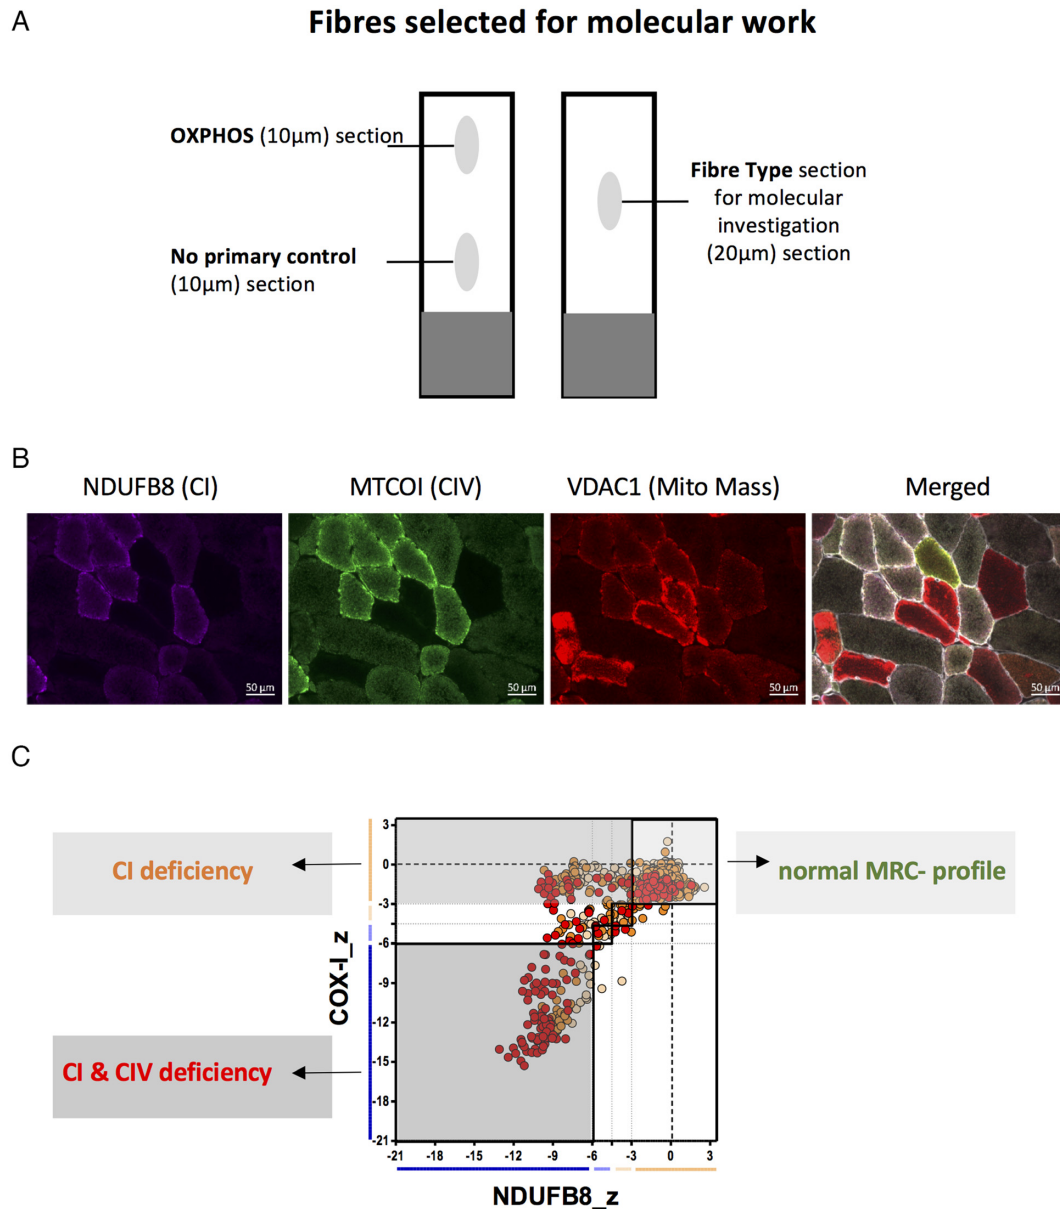 A
Fibres selected for molecular work
OXPHOS (10µm) section
No primary control
(10µm) section
Fibre Type section
for molecular
investigation
(20µm) section
B
NDUFB8 (CI)
MTCOI (CIV)
VDAC1 (Mito Mass)
Merged
50 µm
50 µm
50 µm
50 µm
C
CI deficiency
normal MRC- profile
CI & CIV deficiency
COX-I_z
3
0
-3
-6
-9
-12
-15
-18
-21
-21 -18 -15 -12 -9 -6 -3 0 3
NDUFB8_z